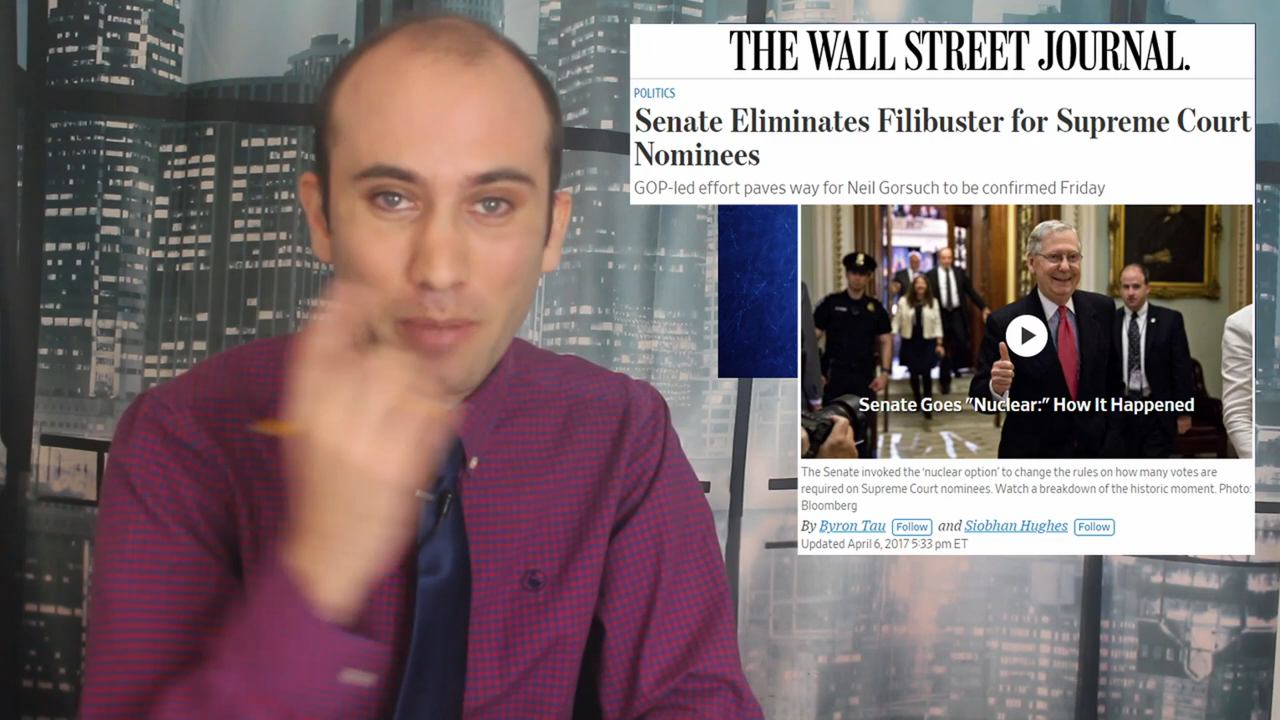 THE WALL STREET JOURNAL.
POLITICS
Senate Eliminates Filibuster for Supreme Court
Nominees
GOP-led effort paves way for Neil Gorsuch to be confirmed Friday
Senate Goes "Nuclear:" How It Happened
The Senate invoked the 'nuclear option' to change the rules on how many votes are
required on Supreme Court nominees. Watch a breakdown of the historic moment. Photo:
Bloomberg
By Byron Tau Follow and Siobhan Hughes Follow
Updated April 6, 2017 5:33 pm ET